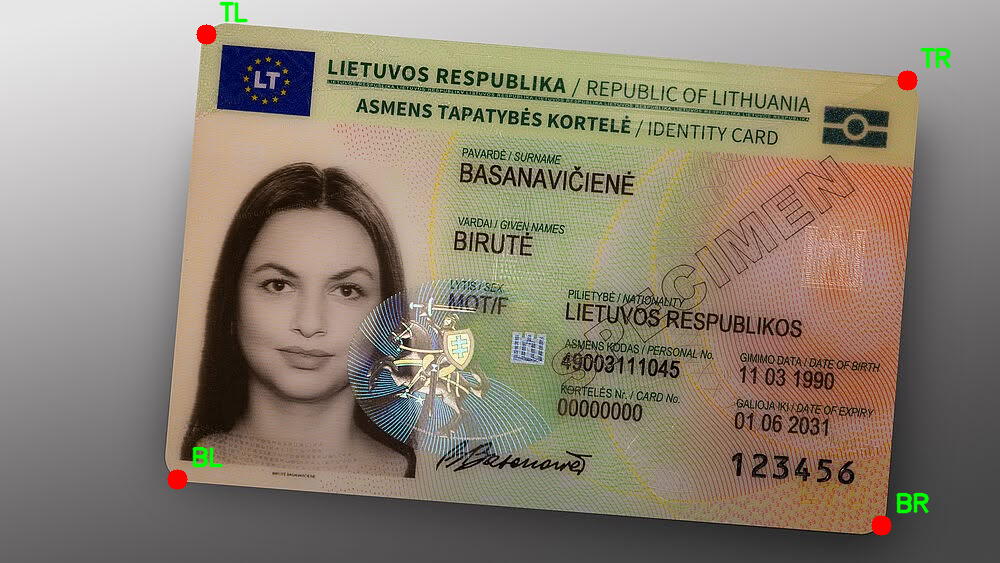 TL
TR
LT
LIETUVOS RESPUBLIKA / REPUBLIC OF LITHUANIA
ASMENS TAPATYBĖS KORTELĖ / IDENTITY CARD
PAVARDĖ / SURNAME
BASANAVIČIENĖ
VARDAI / GIVEN NAMES
BIRUTĖ
LYTIS / SEX
MOT/F
PILIETYBĖ / NATIONALITY
LIETUVOS RESPUBLIKOS
ASMENS KODAS / PERSONAL No.
49003111045
GIMIMO DATA / DATE OF BIRTH
11 03 1990
KORTELĖS Nr. / CARD No.
00000000
GALIOJA IKI / DATE OF EXPIRY
01 06 2031
SPECIMEN
123456
BL
BR